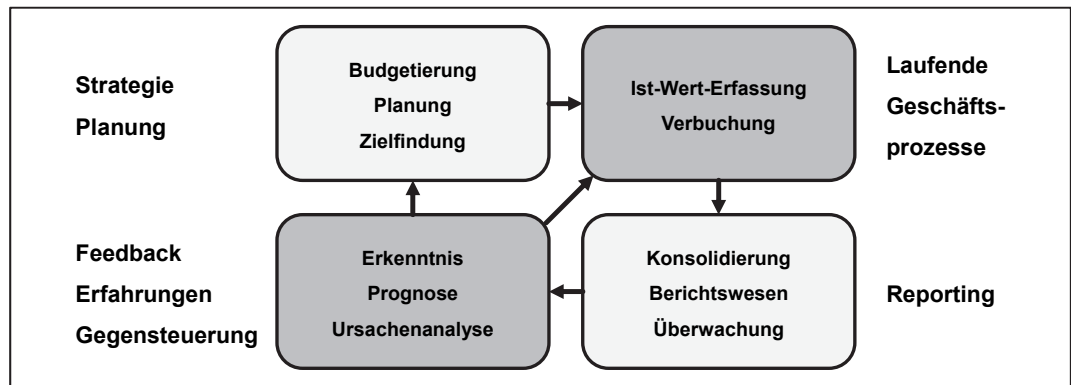 Strategie
Planung
Budgetierung
Planung
Zielfindung
Ist-Wert-Erfassung
Verbuchung
Laufende
Geschäfts-
prozesse
Feedback
Erfahrungen
Gegensteuerung
Erkenntnis
Prognose
Ursachenanalyse
Konsolidierung
Berichtswesen
Überwachung
Reporting